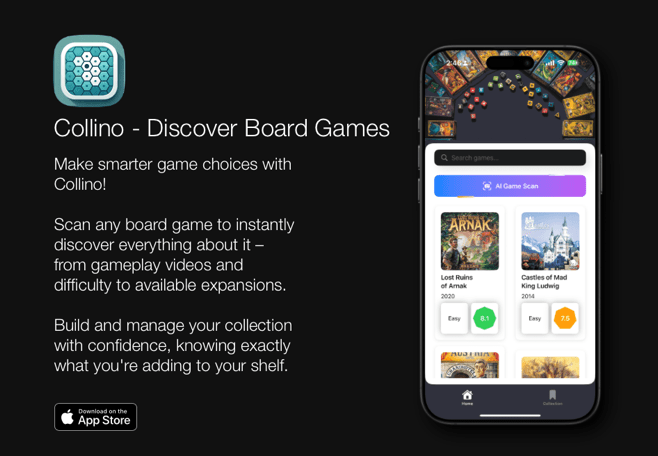 Collino - Discover Board Games
Make smarter game choices with
Collino!
Scan any board game to instantly
discover everything about it –
from gameplay videos and
difficulty to available expansions.
Build and manage your collection
with confidence, knowing exactly
what you're adding to your shelf.
Download on the
App Store
2:46
Search games...
AI Game Scan
ARNAK
Lost Ruins
of Arnak
2020
Easy
8.1
Castles of Mad
King Ludwig
2014
Easy
7.5
AUSTRIA
Home
Collection